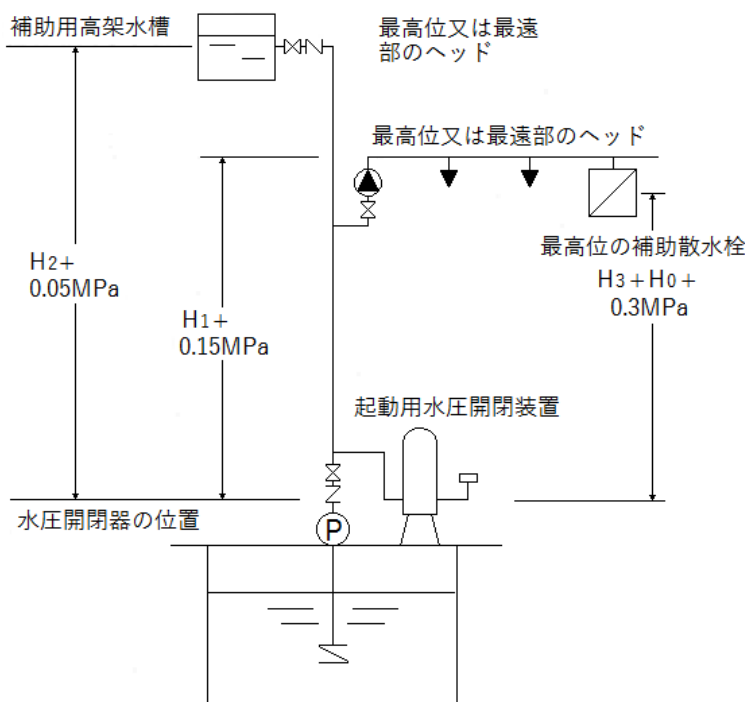 補助用高架水槽
最高位又は最遠
部のヘッド
最高位又は最遠部のヘッド
最高位の補助散水栓
H3+H0+
0.3MPa
H2+
0.05MPa
H1+
0.15MPa
起動用水圧開閉装置
水圧開閉器の位置
P